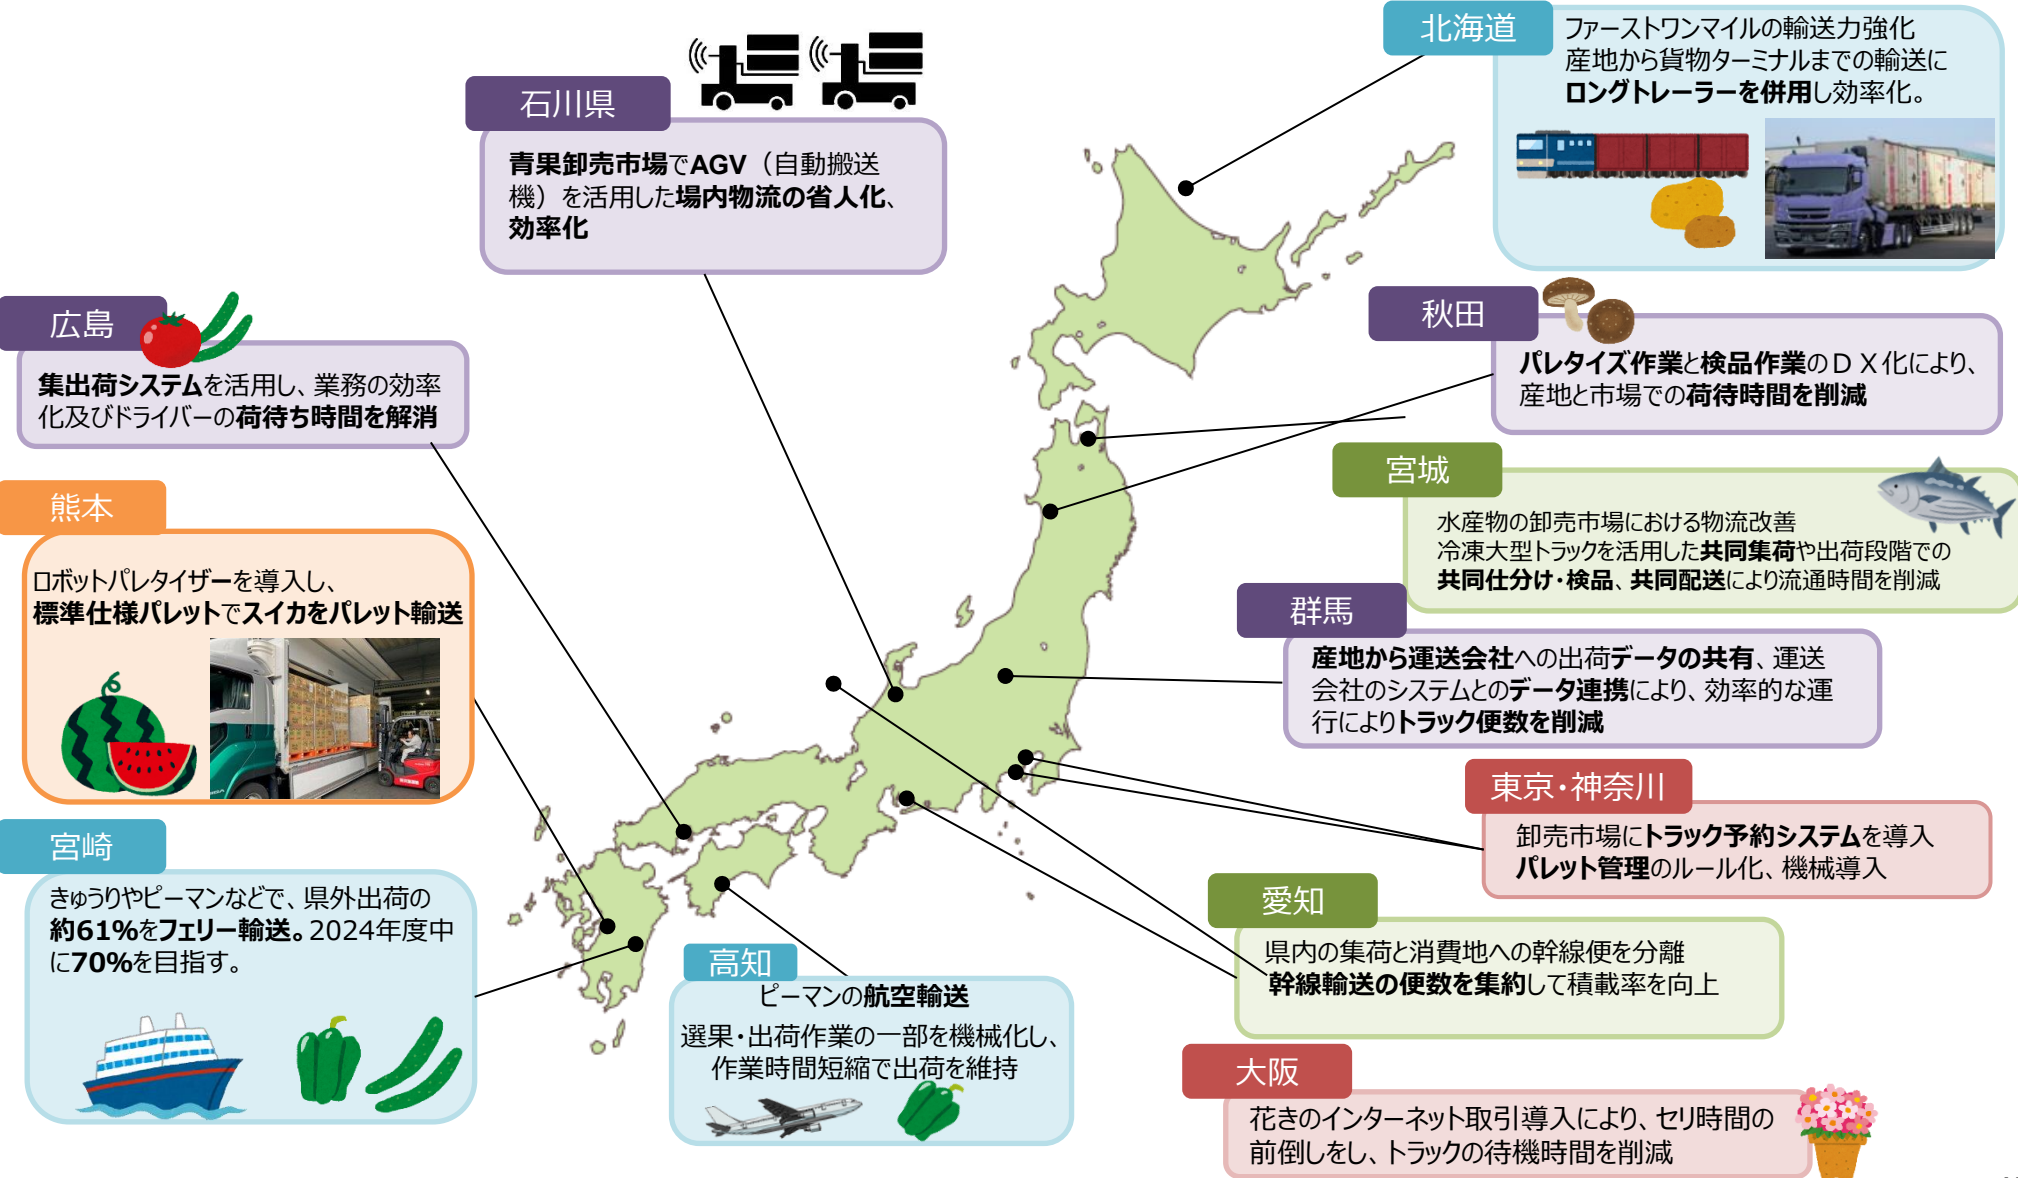 北海道
ファーストワンマイルの輸送力強化
産地から貨物ターミナルまでの輸送に
ロングトレーラーを併用し効率化。
石川県
青果卸売市場でAGV（自動搬送
機）を活用した場内物流の省人化、
効率化
広島
集出荷システムを活用し、業務の効率
化及びドライバーの荷待ち時間を解消
秋田
パレタイズ作業と検品作業のＤＸ化により、
産地と市場での荷待時間を削減
熊本
ロボットパレタイザーを導入し、
標準仕様パレットでスイカをパレット輸送
宮城
水産物の卸売市場における物流改善
冷凍大型トラックを活用した共同集荷や出荷段階での
共同仕分け・検品、共同配送により流通時間を削減
群馬
産地から運送会社への出荷データの共有、運送
会社のシステムとのデータ連携により、効率的な運
行によりトラック便数を削減
東京・神奈川
卸売市場にトラック予約システムを導入
パレット管理のルール化、機械導入
宮崎
きゅうりやピーマンなどで、県外出荷の
約61%をフェリー輸送。2024年度中
に70%を目指す。
高知
ピーマンの航空輸送
選果・出荷作業の一部を機械化し、
作業時間短縮で出荷を維持
愛知
県内の集荷と消費地への幹線便を分離
幹線輸送の便数を集約して積載率を向上
大阪
花きのインターネット取引導入により、セリ時間の
前倒しをし、トラックの待機時間を削減